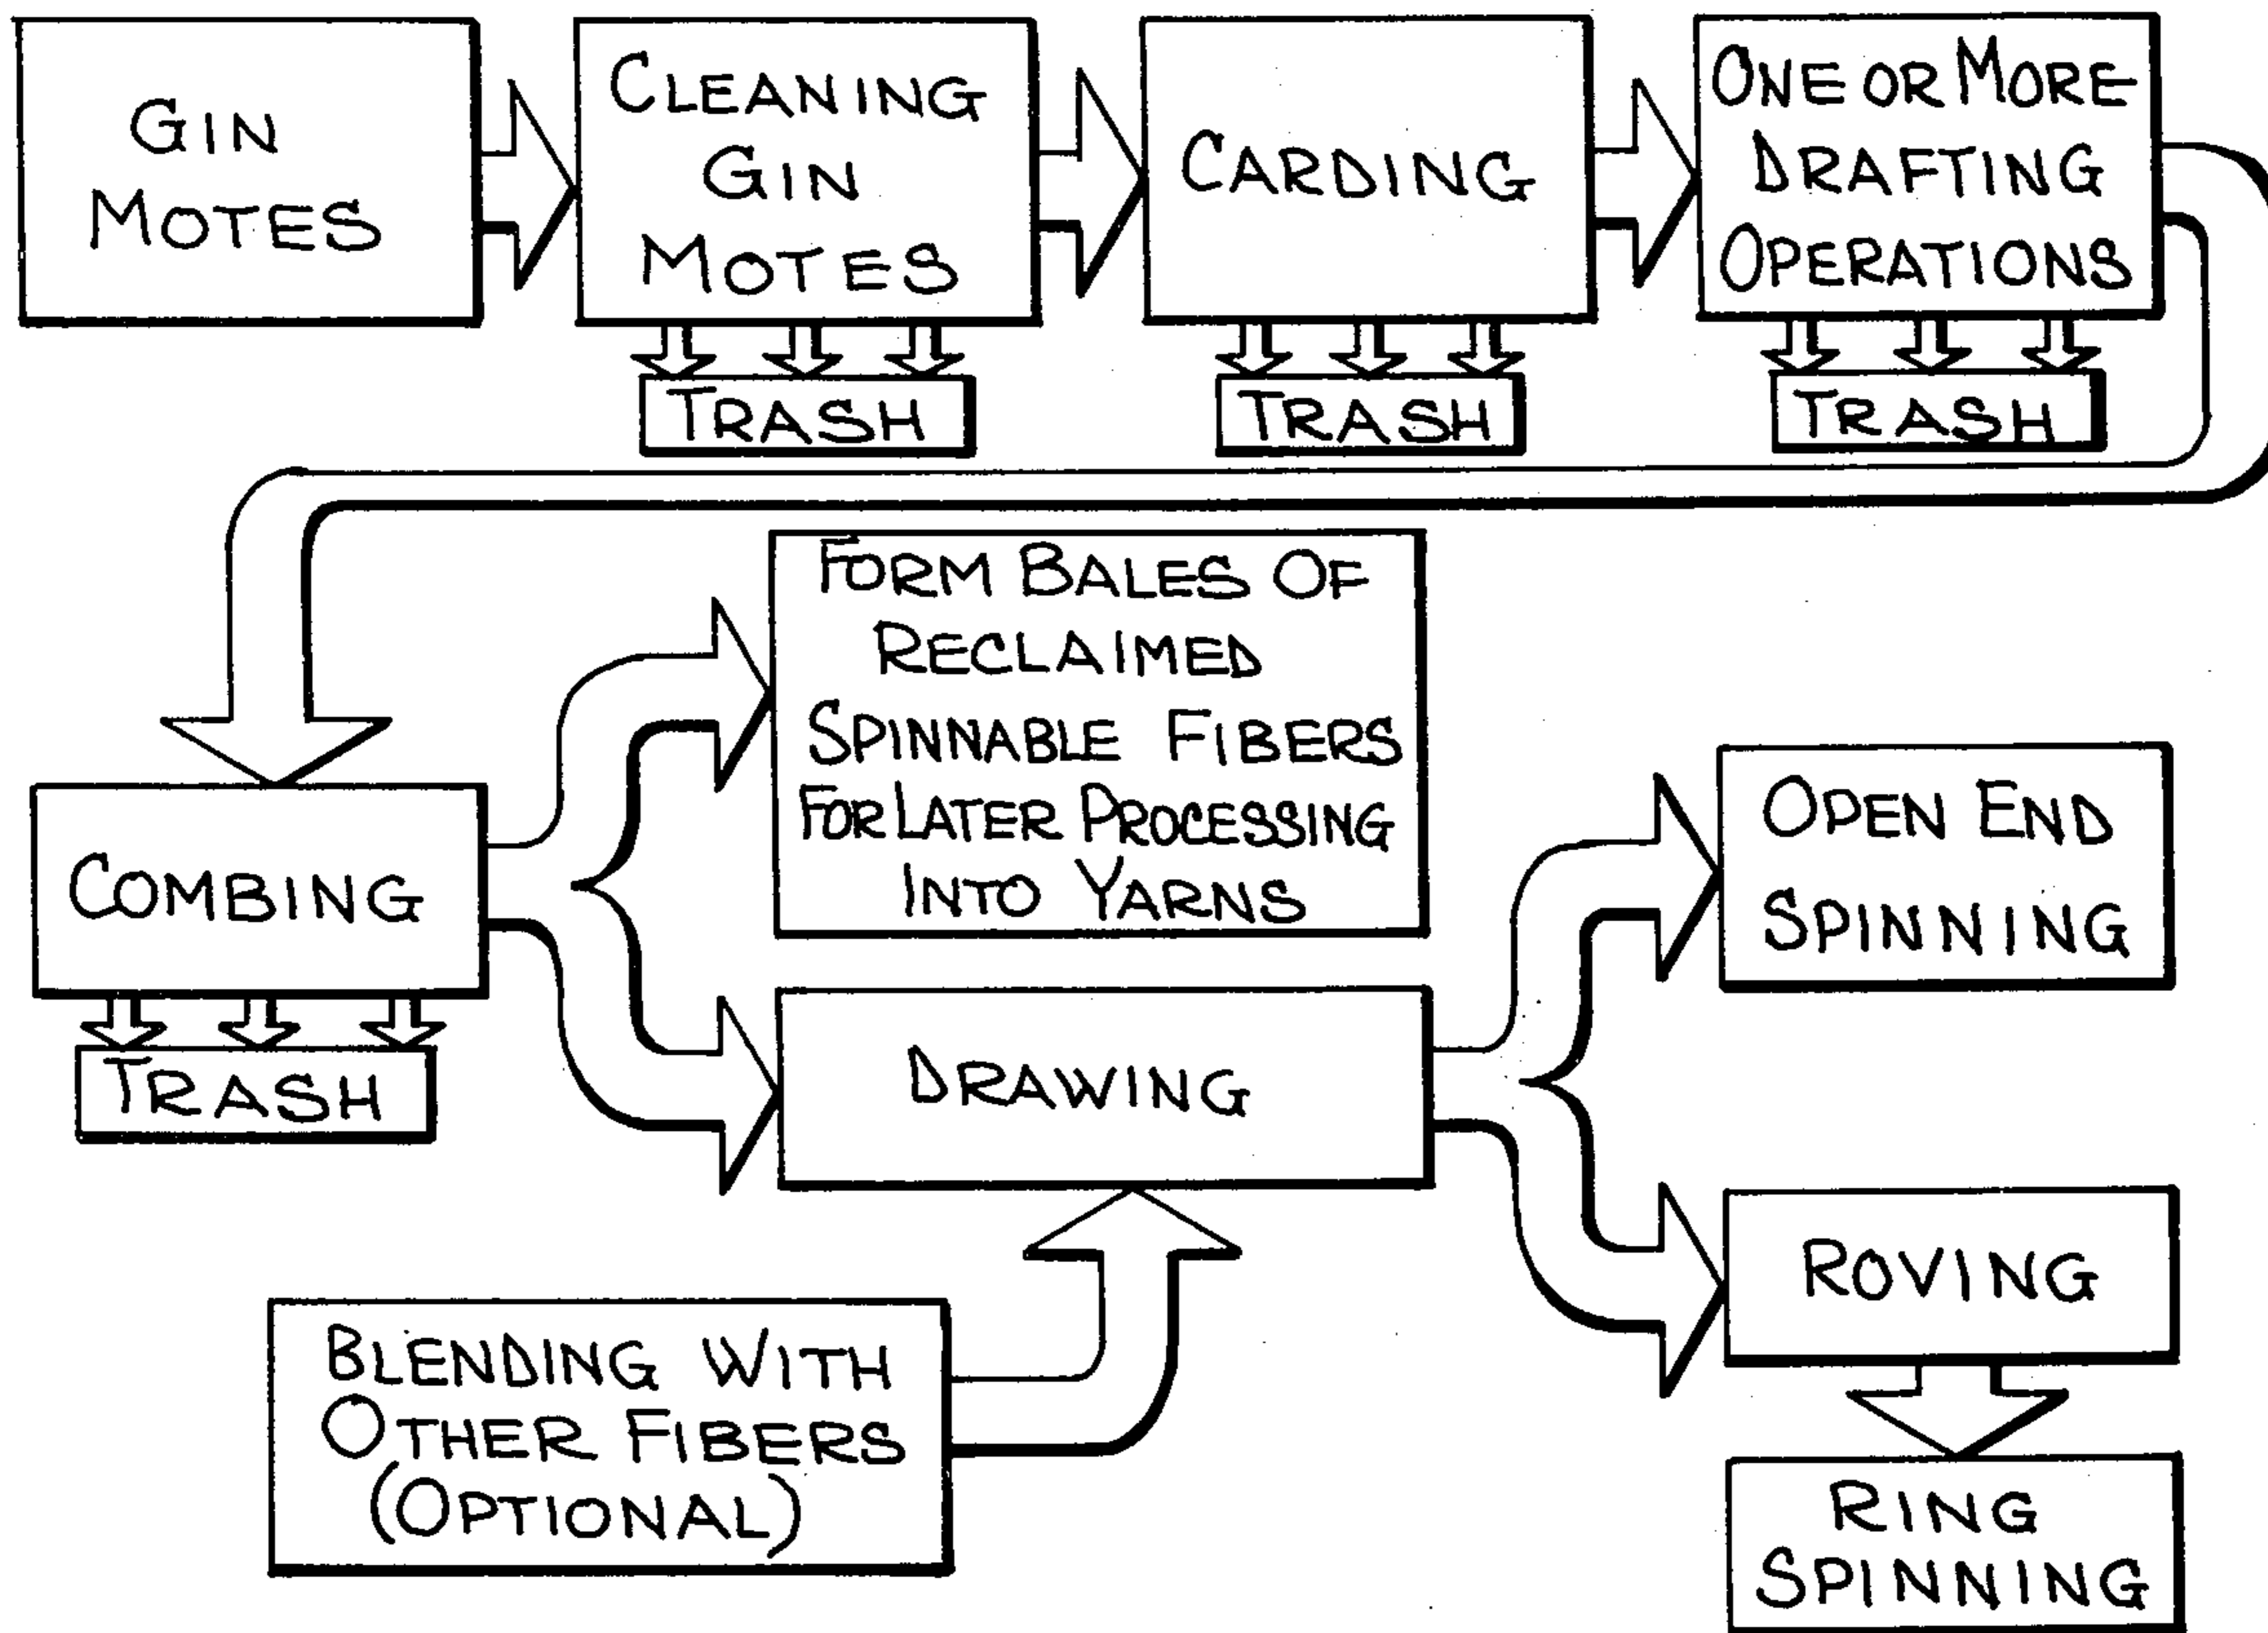 GIN
MOTES
CLEANING
GIN
MOTES
CARDING
ONE OR MORE
DRAFTING
OPERATIONS
TRASH
TRASH
TRASH
FORM BALES OF
RECLAIMED
SPINNABLE FIBERS
FOR LATER PROCESSING
INTO YARNS
COMBING
TRASH
OPEN END
SPINNING
DRAWING
BLENDING WITH
OTHER FIBERS
(OPTIONAL)
ROVING
RING
SPINNING